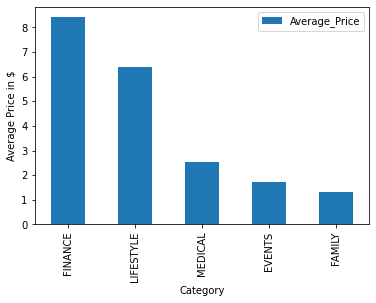 Average_Price
Average Price in $
8
7
6
5
4
3
2
1
0
FINANCE
LIFESTYLE
MEDICAL
EVENTS
FAMILY
Category